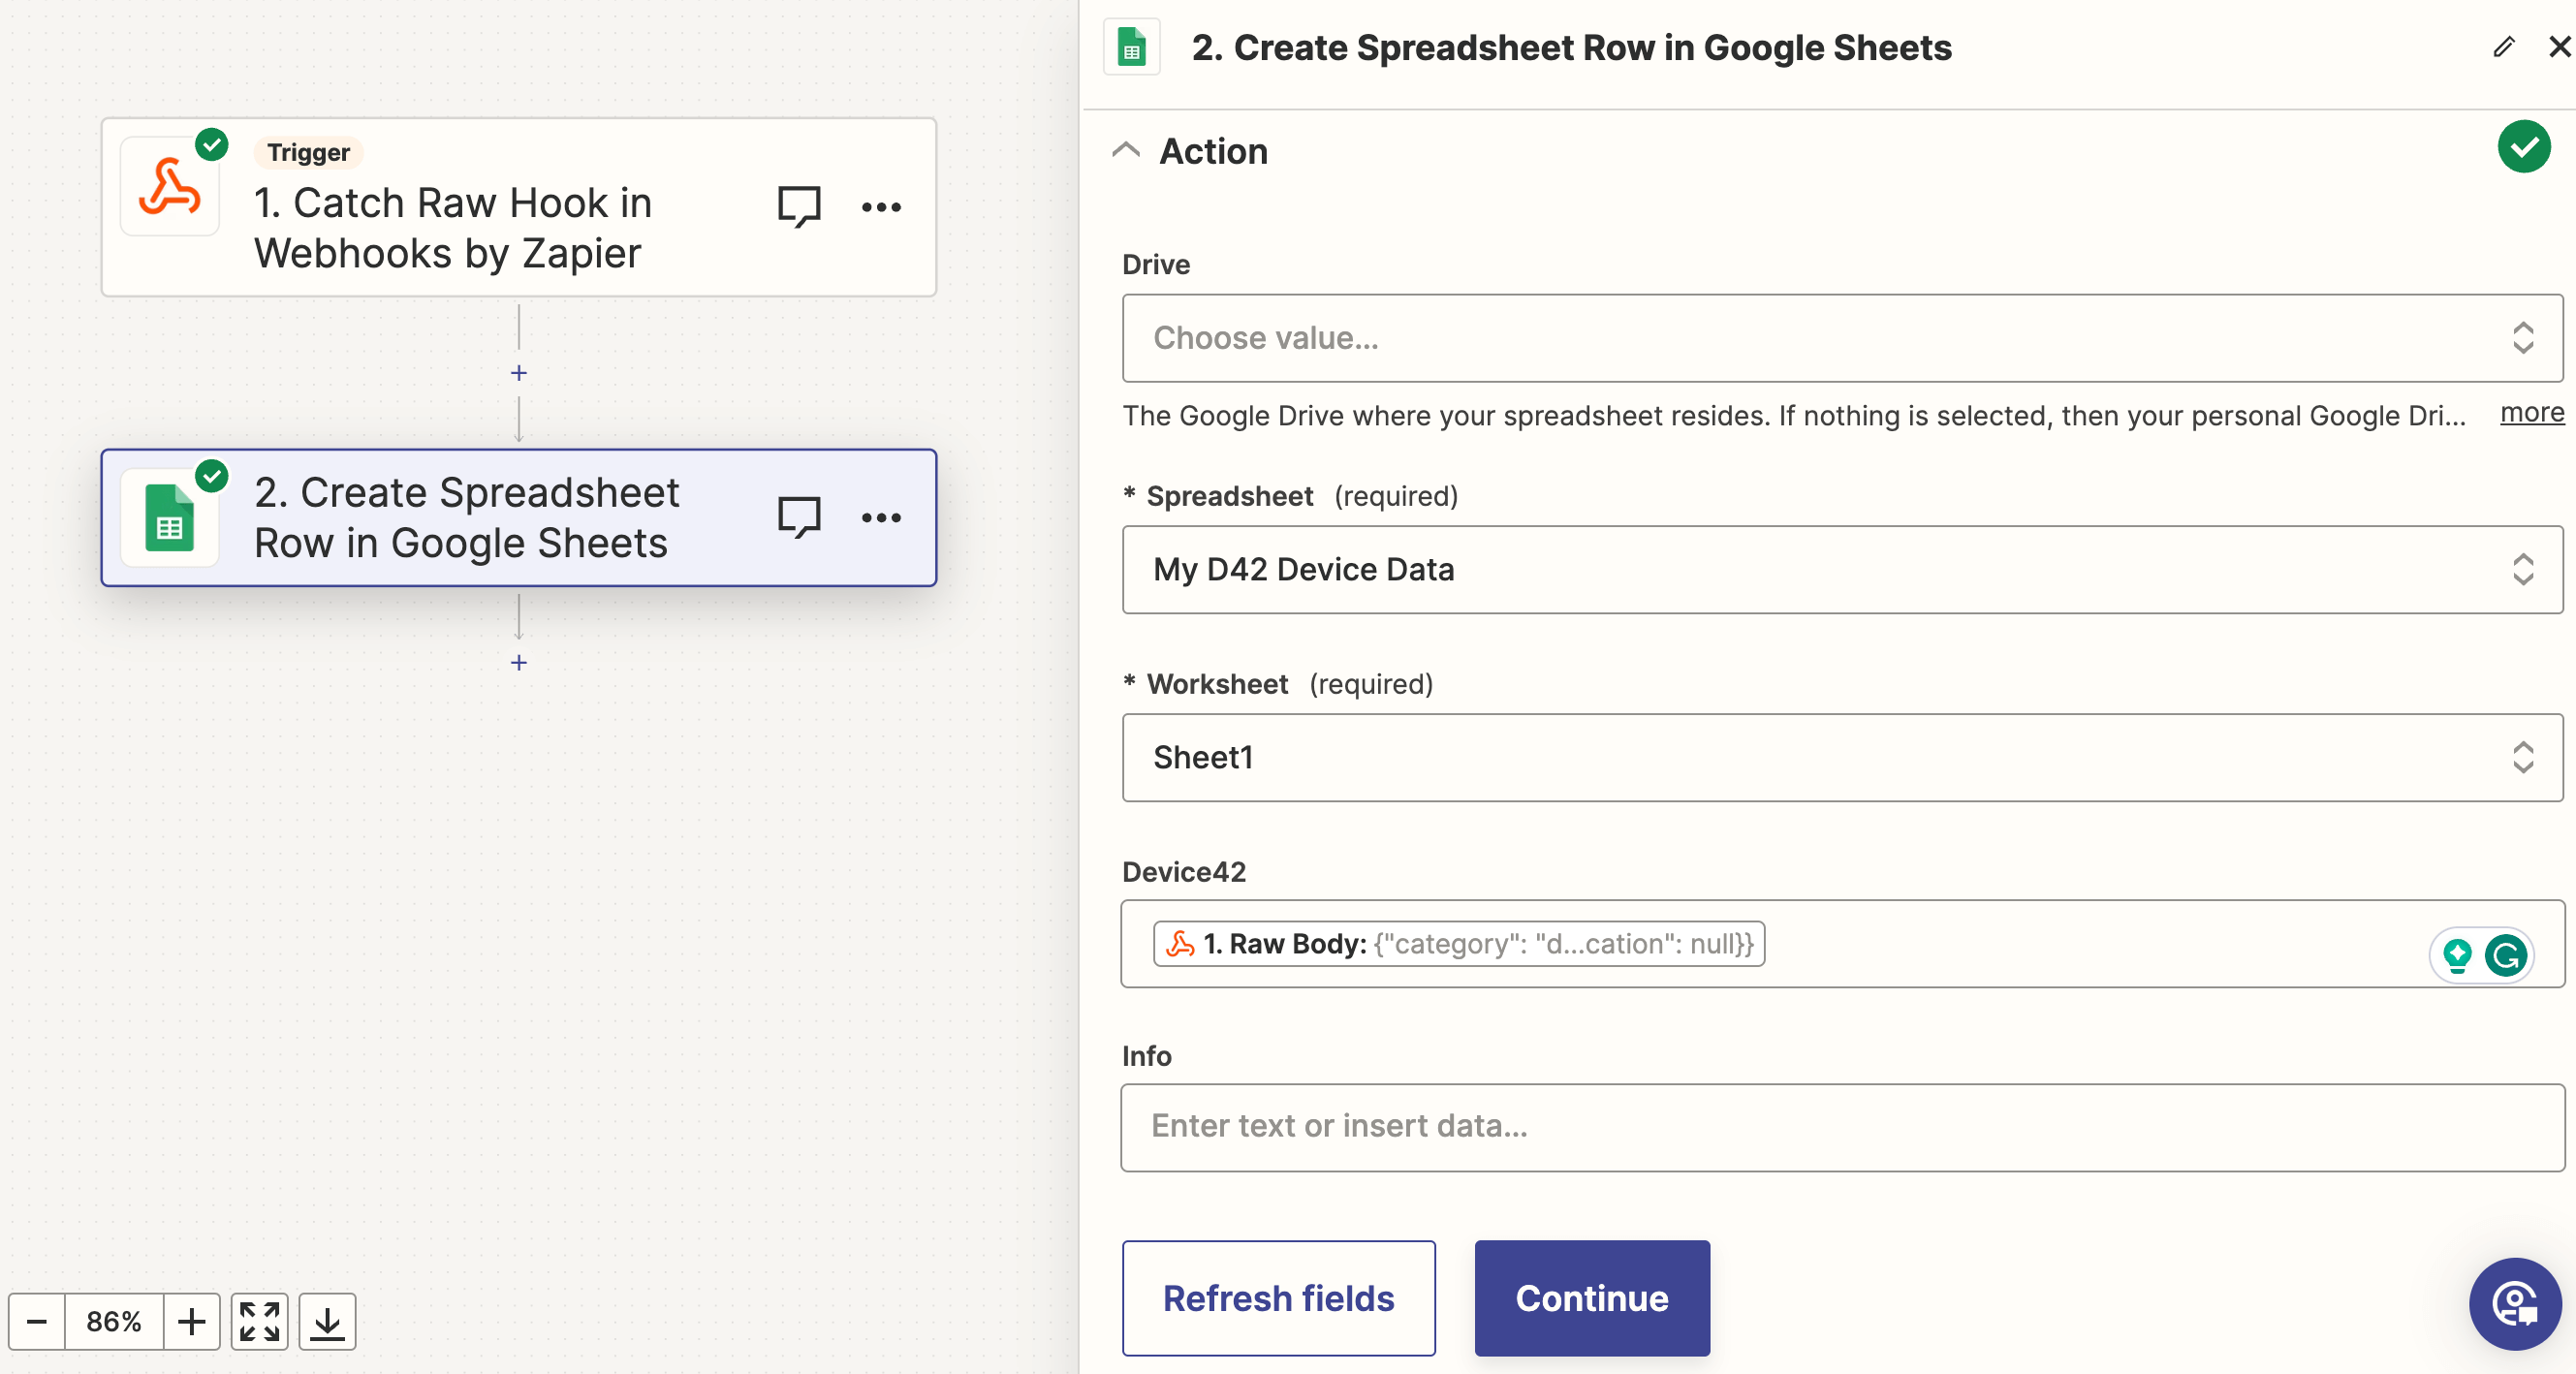 Trigger
1. Catch Raw Hook in
Webhooks by Zapier
+
2. Create Spreadsheet
Row in Google Sheets
+
86%
2. Create Spreadsheet Row in Google Sheets
Action
Drive
Choose value...
The Google Drive where your spreadsheet resides. If nothing is selected, then your personal Google Dri... more
* Spreadsheet (required)
My D42 Device Data
* Worksheet (required)
Sheet1
Device42
1. Raw Body: {"category": "d...cation": null}}
Info
Enter text or insert data...
Refresh fields Continue